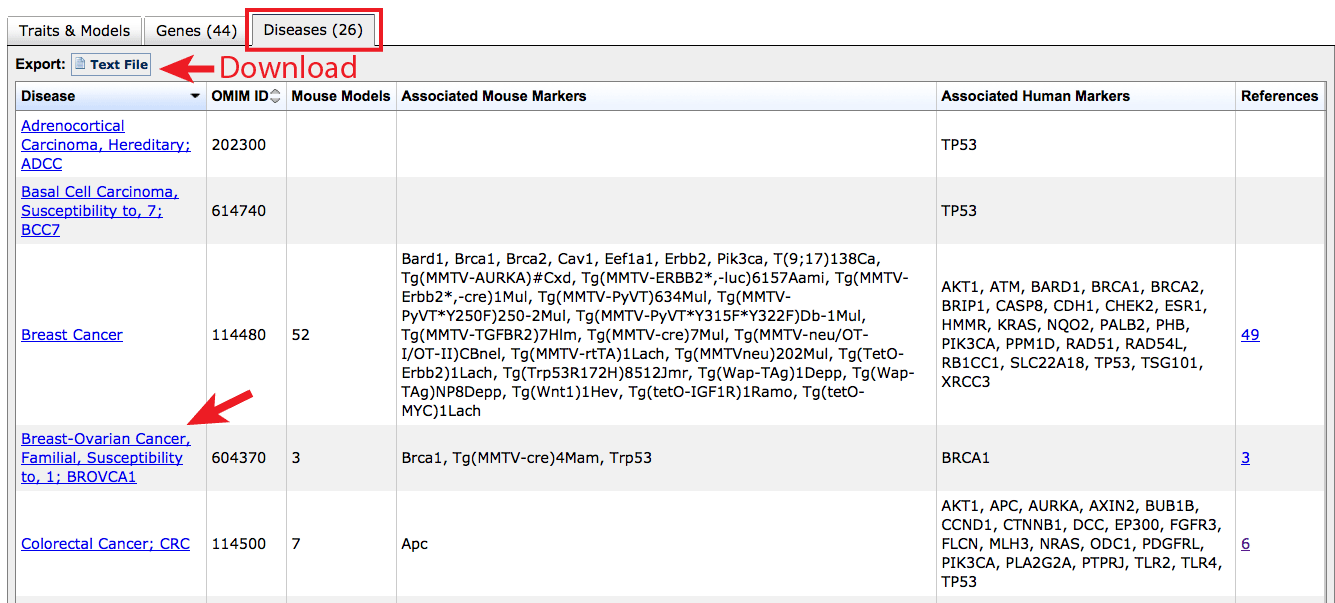 Traits & Models
Genes (44)
Diseases (26)
Export:
Text File
Download
Disease
OMIM ID
Mouse Models
Associated Mouse Markers
Associated Human Markers
References
Adrenocortical
Carcinoma, Hereditary;
ADCC
202300
TP53
Basal Cell Carcinoma,
Susceptibility to, 7;
BCC7
614740
TP53
Breast Cancer
114480
52
Bard1, Brca1, Brca2, Cav1, Eef1a1, Erbb2, Pik3ca, T(9;17)138Ca,
Tg(MMTV-AURKA)#Cxd, Tg(MMTV-ERBB2*,-luc)6157Aami, Tg(MMTV-
Erbb2*,-cre)1Mul, Tg(MMTV-PyVT)634Mul, Tg(MMTV-
PyVT*Y250F)250-2Mul, Tg(MMTV-PyVT*Y315F*Y322F)Db-1Mul,
Tg(MMTV-TGFBR2)7Hlm, Tg(MMTV-cre)7Mul, Tg(MMTV-neu/OT-
I/OT-II)CBnel, Tg(MMTV-rtTA)1Lach, Tg(MMTVneu)202Mul, Tg(TetO-
Erbb2)1Lach, Tg(Trp53R172H)8512Jmr, Tg(Wap-TAg)1Depp, Tg(Wap-
TAg)NP8Depp, Tg(Wnt1)1Hev, Tg(tetO-IGF1R)1Ramo, Tg(tetO-
MYC)1Lach
AKT1, ATM, BARD1, BRCA1, BRCA2,
BRIP1, CASP8, CDH1, CHEK2, ESR1,
HMMR, KRAS, NQO2, PALB2, PHB,
PIK3CA, PPM1D, RAD51, RAD54L,
RB1CC1, SLC22A18, TP53, TSG101,
XRCC3
49
Breast-Ovarian Cancer,
Familial, Susceptibility
to, 1; BROVCA1
604370
3
Brca1, Tg(MMTV-cre)4Mam, Trp53
BRCA1
3
Colorectal Cancer; CRC
114500
7
Apc
AKT1, APC, AURKA, AXIN2, BUB1B,
CCND1, CTNNB1, DCC, EP300, FGFR3,
FLCN, MLH3, NRAS, ODC1, PDGFRL,
PIK3CA, PLA2G2A, PTPRJ, TLR2, TLR4,
TP53
6